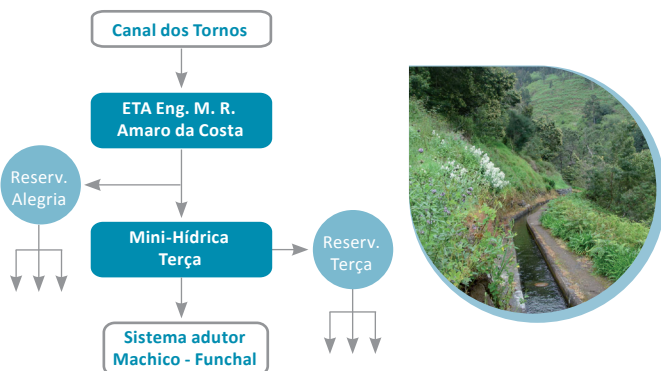 Canal dos Tornos
ETA Eng. M. R.
Amaro da Costa
Reserv.
Alegria
Mini-Hídrica
Terça
Reserv.
Terça
Sistema adutor
Machico - Funchal